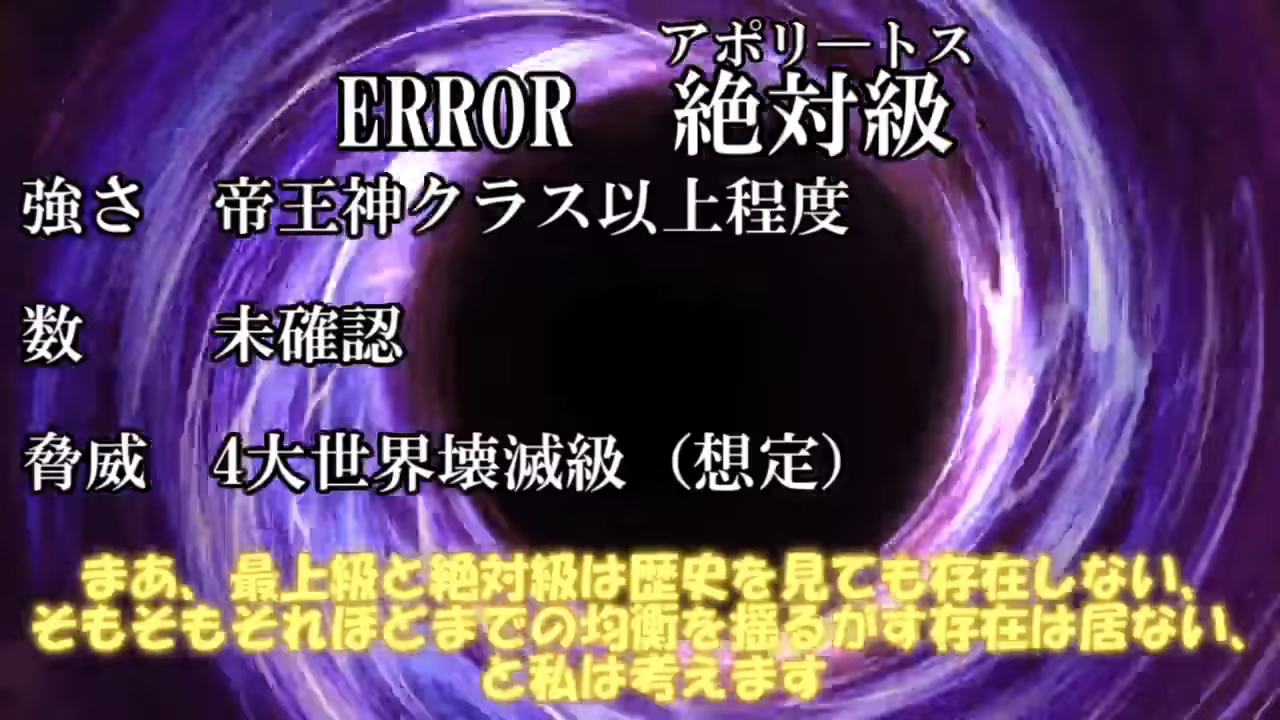 アポリートス
ERROR 絶対級
強さ 帝王神クラス以上程度
数 未確認
脅威 4大世界壊滅級（想定）
まあ、最上級と絶対級は歴史を見ても存在しない、
そもそもそれほどまでの均衡を揺るがす存在は居ない、
と私は考えます